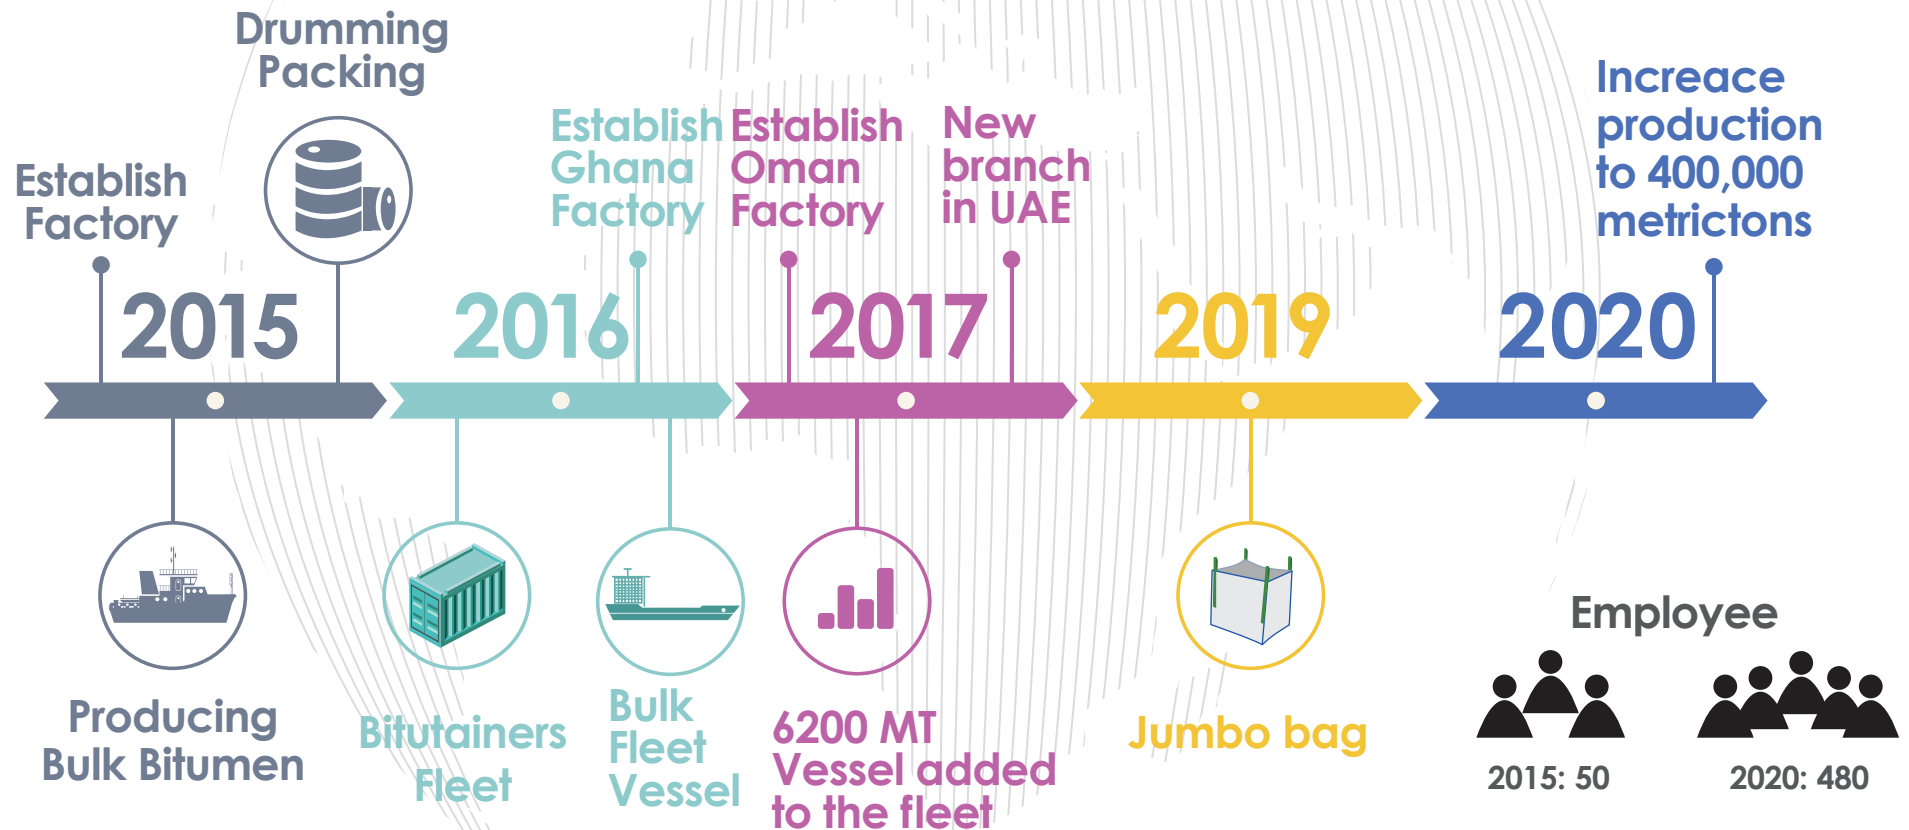 Drumming
Packing
Establish
Factory
Establish
Ghana
Factory
Establish
Oman
Factory
New
branch
in UAE
Increace
production
to 400,000
metrictons
2015
2016
2017
2019
2020
Producing
Bulk Bitumen
Bitutainers
Fleet
Bulk
Fleet
Vessel
6200 MT
Vessel added
to the fleet
Jumbo bag
Employee
2015: 50
2020: 480